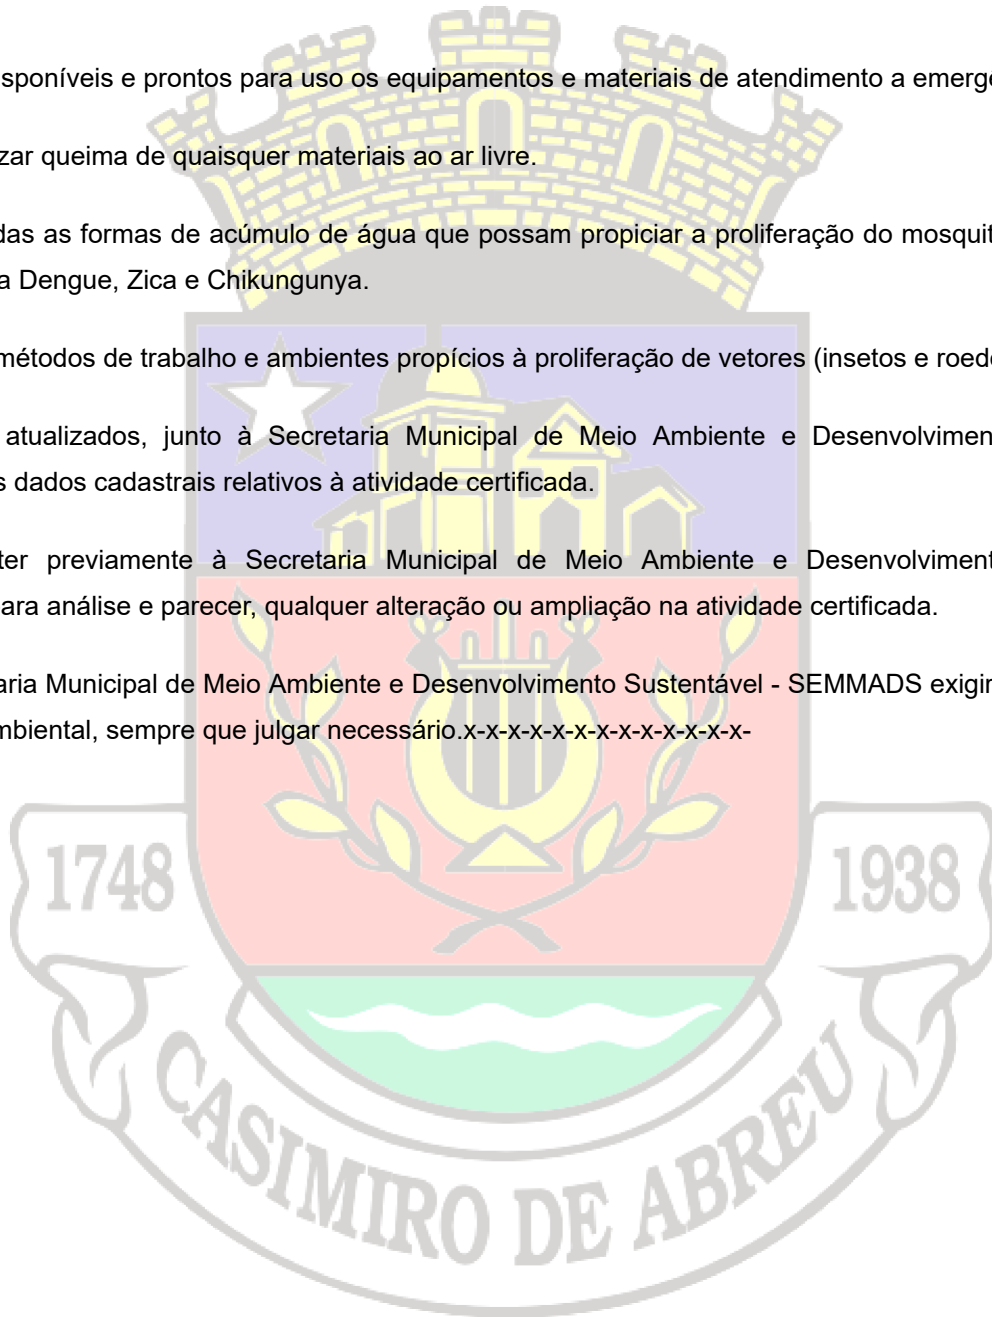 sponíveis e prontos para uso os equipamentos e materiais de atendimento a emerg
zar queima de quaisquer materiais ao ar livre.
das as formas de acúmulo de água que possam propiciar a proliferação do mosquit
a Dengue, Zica e Chikungunya.
métodos de trabalho e ambientes propícios à proliferação de vetores (insetos e roed
atualizados, junto à Secretaria Municipal de Meio Ambiente e Desenvolvimen
s dados cadastrais relativos à atividade certificada.
ter previamente à Secretaria Municipal de Meio Ambiente e Desenvolviment
ara análise e parecer, qualquer alteração ou ampliação na atividade certificada.
aria Municipal de Meio Ambiente e Desenvolvimento Sustentável - SEMMADS exigir
mbiental, sempre que julgar necessário.x-x-x-x-x-x-x-x-x-x-x-x-x-
1748
1938
CASIMIRO DE ABREU